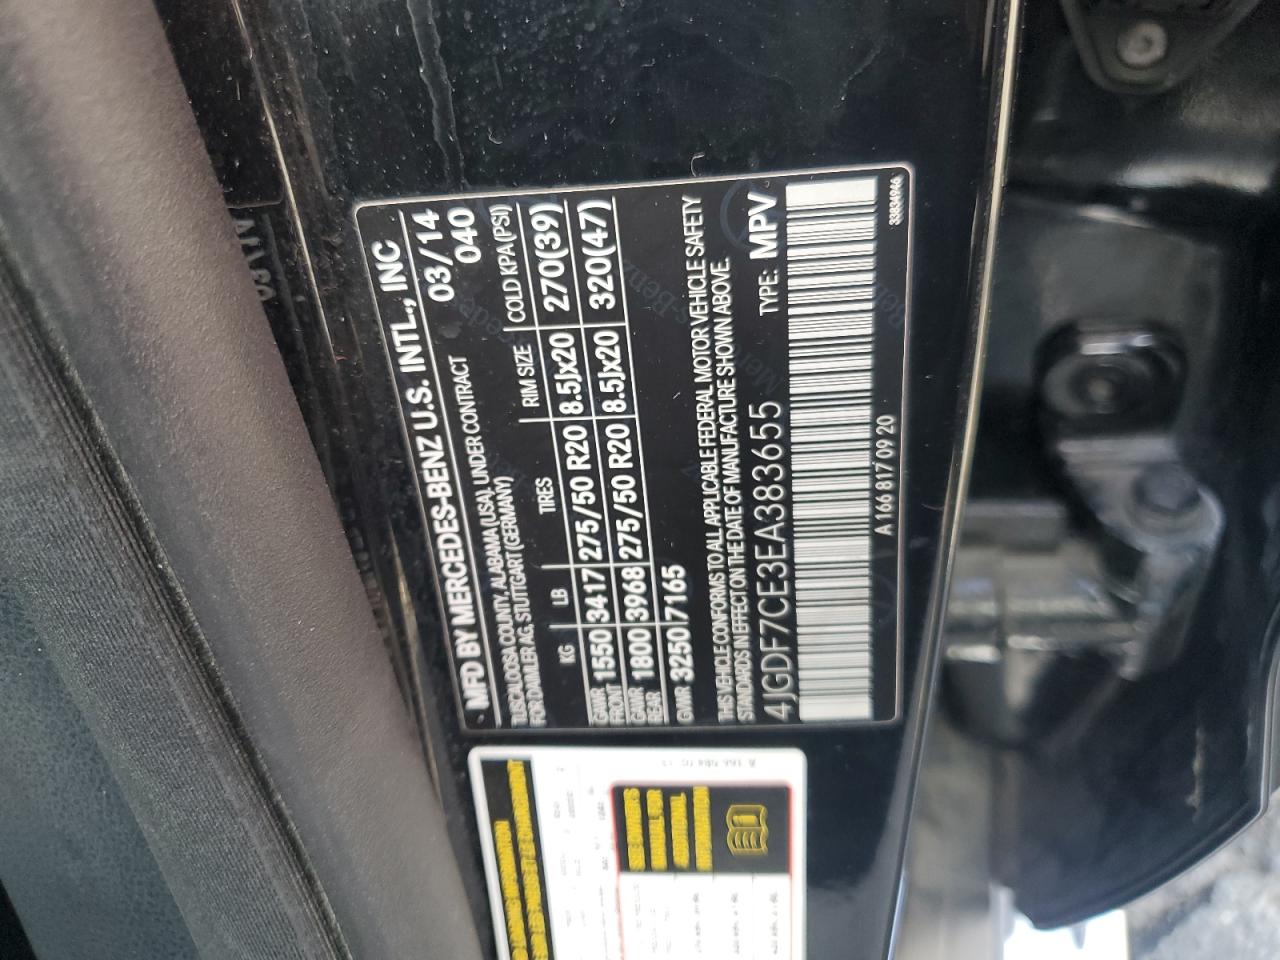 MFD BY MERCEDES-BENZ U.S. INTL., INC
TUSCALOOSA COUNTY, ALABAMA (USA), UNDER CONTRACT 03/14
FOR DAIMLER AG, STUTTGART (GERMANY) 040
KG LB TIRES RIM SIZE COLD KPA (PSI)
GAWR FRONT 1550 3417 275/50 R20 8.5Jx20 270(39)
GAWR REAR 1800 3968 275/50 R20 8.5Jx20 320(47)
GVWR 3250 7165
THIS VEHICLE CONFORMS TO ALL APPLICABLE FEDERAL MOTOR VEHICLE SAFETY
STANDARDS IN EFFECT ON THE DATE OF MANUFACTURE SHOWN ABOVE.
4JGDF7CE3EA383655 TYPE: MPV
A 166 817 09 20 33834946